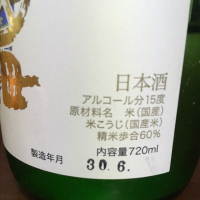 日本酒
アルコール分15度
原材料名 米(国産)
米こうじ(国産米)
精米歩合60%
製造年月 内容量720ml
30.6.